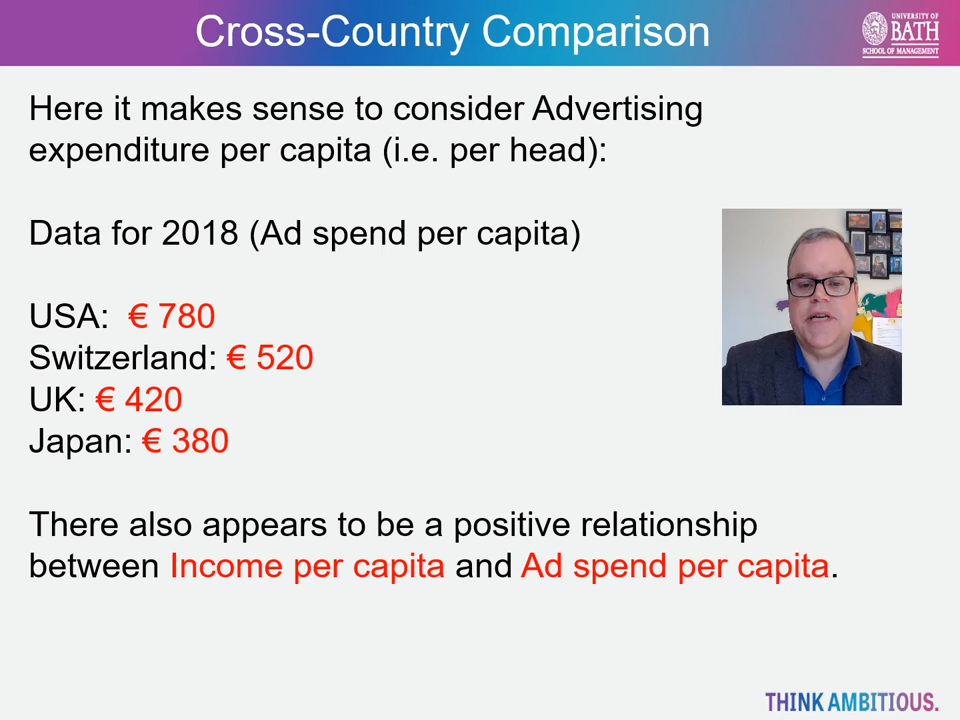 Cross-Country Comparison
UNIVERSITY OF
BATH
SCHOOL OF MANAGEMENT
Here it makes sense to consider Advertising
expenditure per capita (i.e. per head):
Data for 2018 (Ad spend per capita)
USA: € 780
Switzerland: € 520
UK: € 420
Japan: € 380
There also appears to be a positive relationship
between Income per capita and Ad spend per capita.
THINK AMBITIOUS.